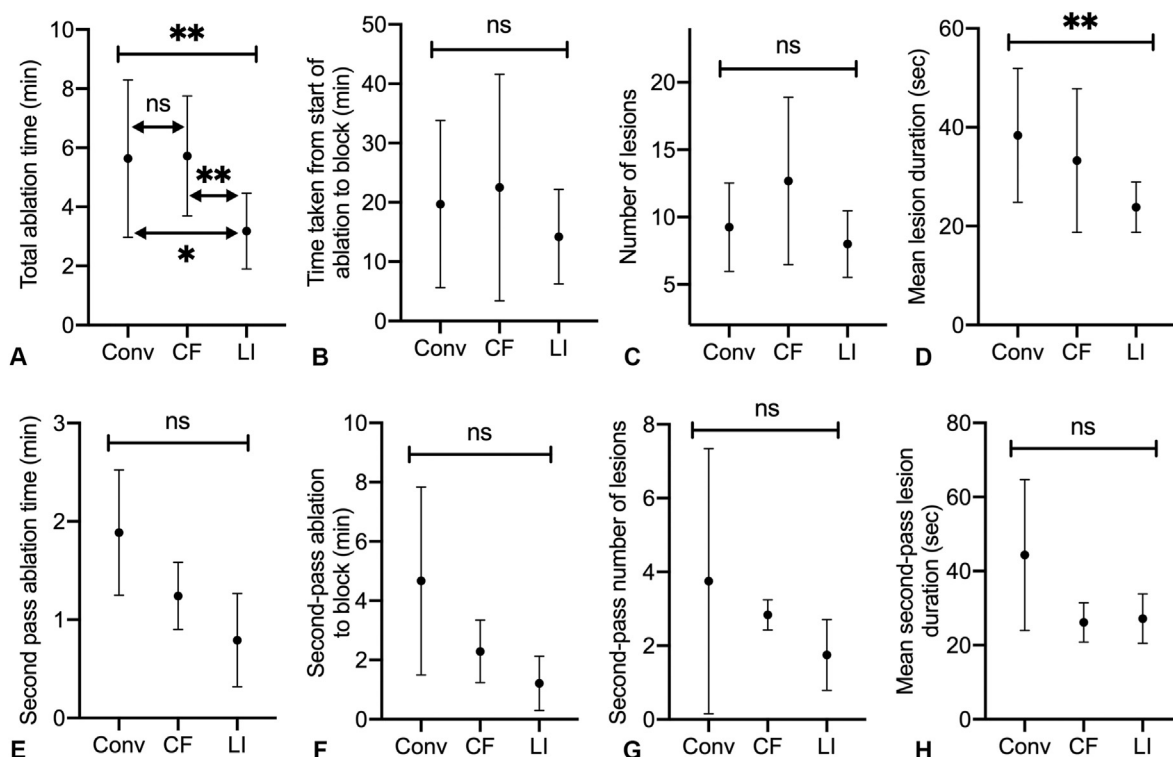 Total ablation time (min)
10
8
6
4
2
0
**
ns
**
*
Conv CF LI
A
Time taken from start of
ablation to block (min)
50
40
30
20
10
0
ns
Conv CF LI
B
Number of lesions
20
15
10
5
ns
Conv CF LI
C
Mean lesion duration (sec)
60
40
20
0
**
Conv CF LI
D
Second pass ablation time (min)
3
2
1
0
ns
Conv CF LI
E
Second-pass ablation
to block (min)
10
8
6
4
2
0
ns
Conv CF LI
F
Second-pass number of lesions
8
6
4
2
0
ns
Conv CF LI
G
Mean second-pass lesion
duration (sec)
80
60
40
20
0
ns
Conv CF LI
H